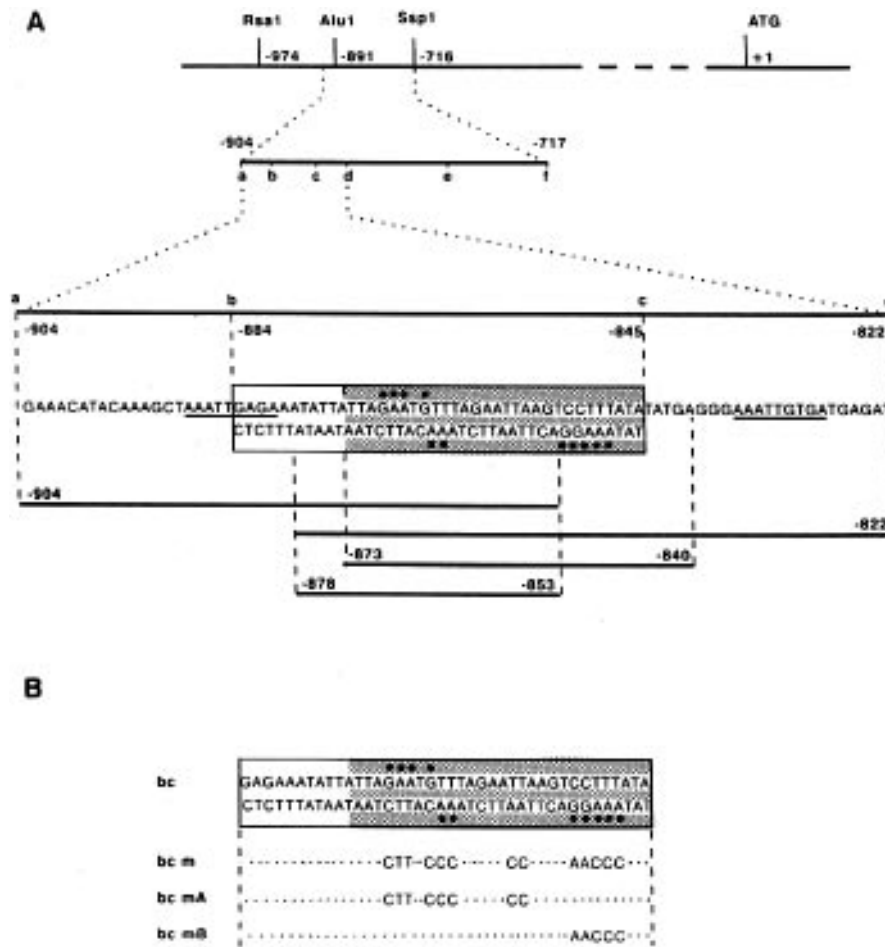 A
Rsa1 Alu1 Ssp1 ATG
-974 -891 -716 +1
-904 -717
a b c d e f
a b c
-904 -884 -845 -822
GAAACATACAAAGCTAAATTGAGAAATATTATTAGAATGTTTAGAATTAAGTCCTTTATATATGAGGGAAATTGTGATGAGAT
CTCTTTATAATAATCTTACAAATCTTAATTCAGGAAATAT
-904
-822
-873 -840
-878 -853
B
bc GAGAAATATTATTAGAATGTTTAGAATTAAGTCCTTTATA
CTCTTTATAATAATCTTACAAATCTTAATTCAGGAAATAT
bc m CTT CCC CC AACCC
bc mA CTT CCC CC
bc mB AACCC